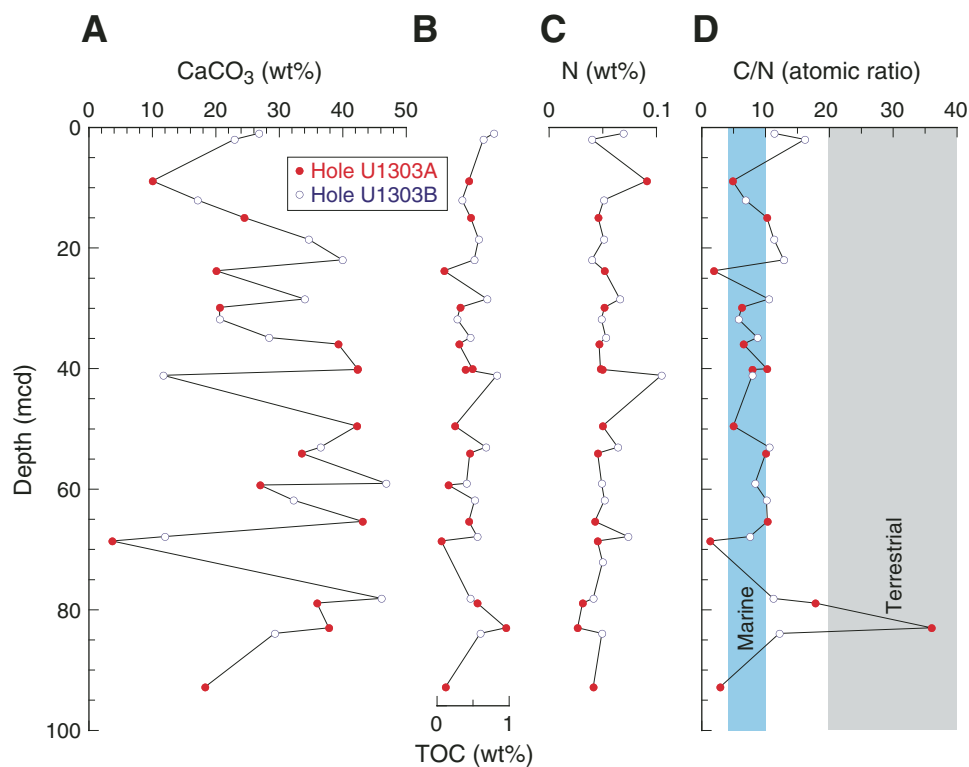 A B C D
CaCO3 (wt%) N (wt%) C/N (atomic ratio)
0 10 20 30 40 50 0 0.1 0 10 20 30 40
0
Hole U1303A
Hole U1303B
20
40
Depth (mcd)
60
Terrestrial
Marine
80
100
0 1
TOC (wt%)